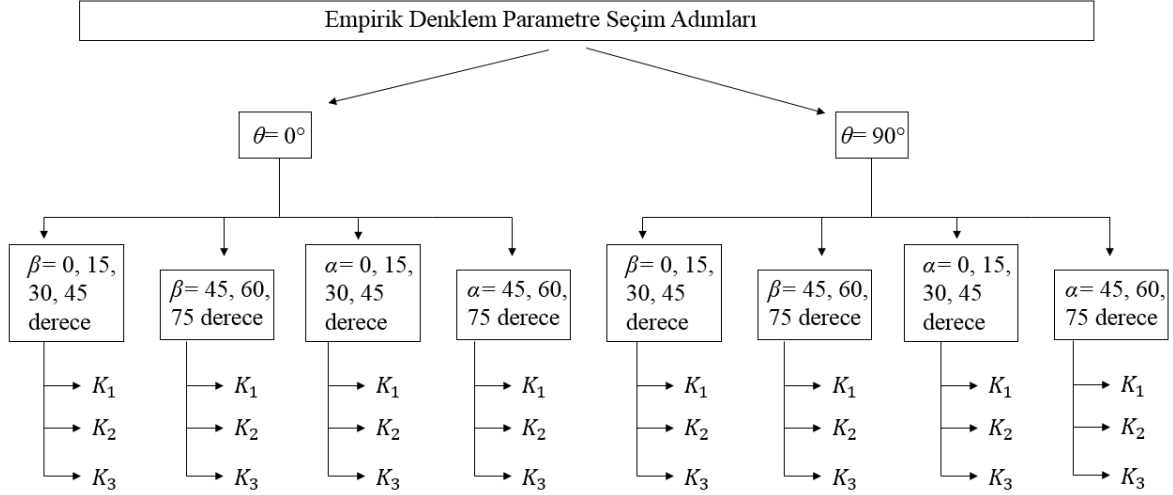 Empirik Denklem Parametre Seçim Adımları
θ= 0°
θ= 90°
β= 0, 15,
30, 45
derece
β= 45, 60,
75 derece
α= 0, 15,
30, 45
derece
α= 45, 60,
75 derece
β= 0, 15,
30, 45
derece
β= 45, 60,
75 derece
α= 0, 15,
30, 45
derece
α= 45, 60,
75 derece
K₁
K₂
K₃
K₁
K₂
K₃
K₁
K₂
K₃
K₁
K₂
K₃
K₁
K₂
K₃
K₁
K₂
K₃
K₁
K₂
K₃
K₁
K₂
K₃